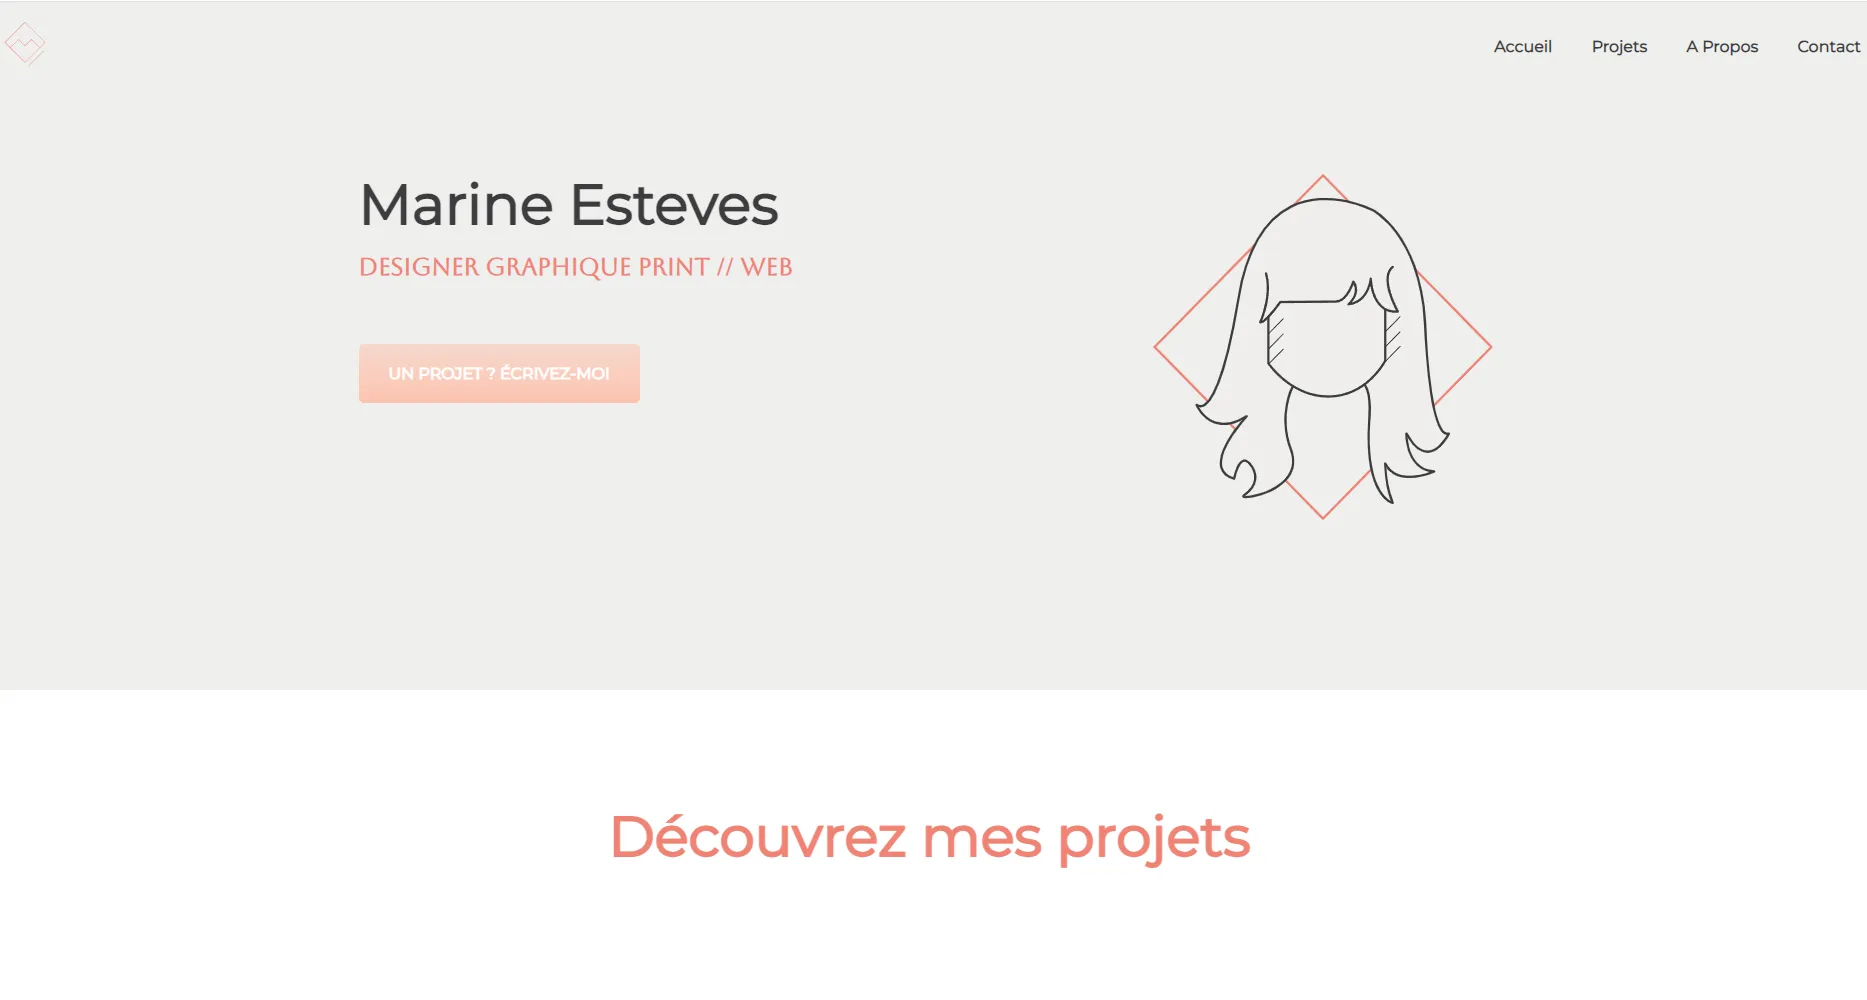 Accueil Projets A Propos Contact
Marine Esteves
DESIGNER GRAPHIQUE PRINT // WEB
UN PROJET ? ÉCRIVEZ-MOI
Découvrez mes projets